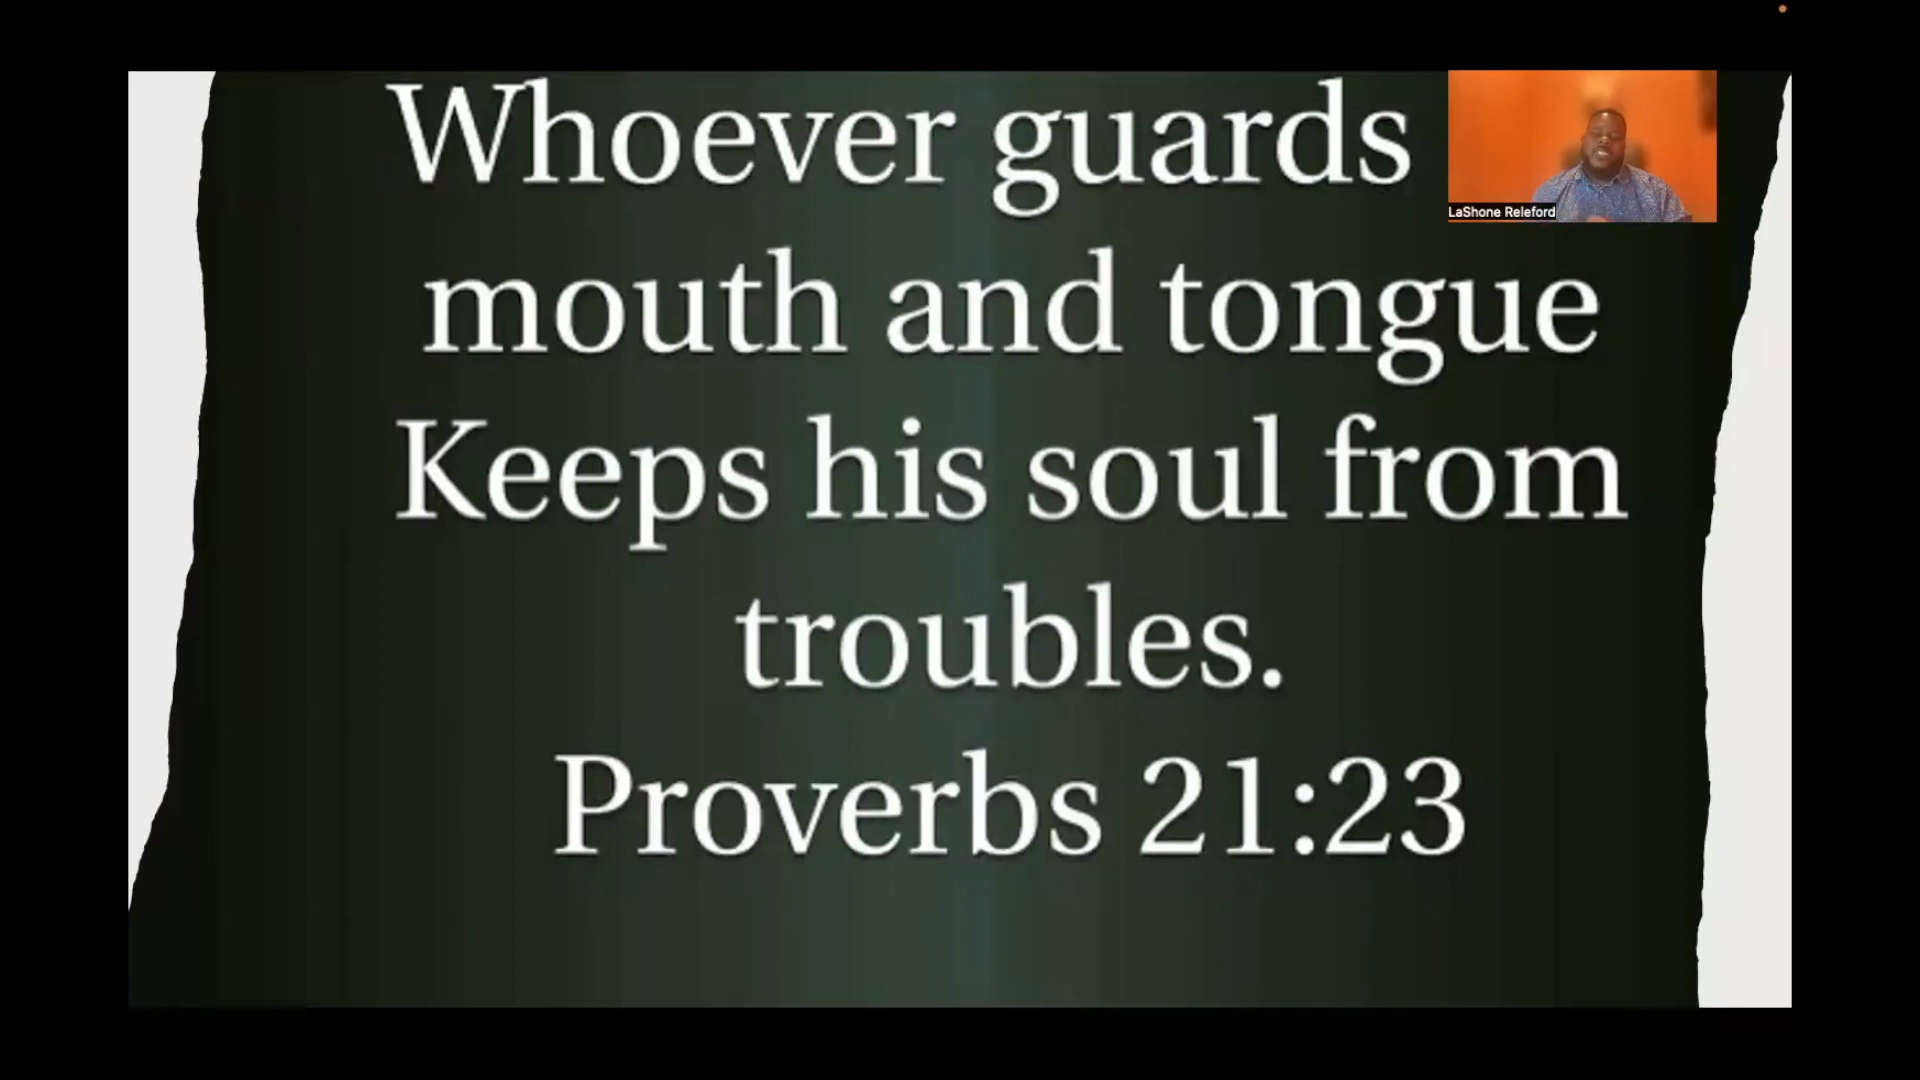 Whoever guards
mouth and tongue
Keeps his soul from
troubles.
Proverbs 21:23
LaShone Releford